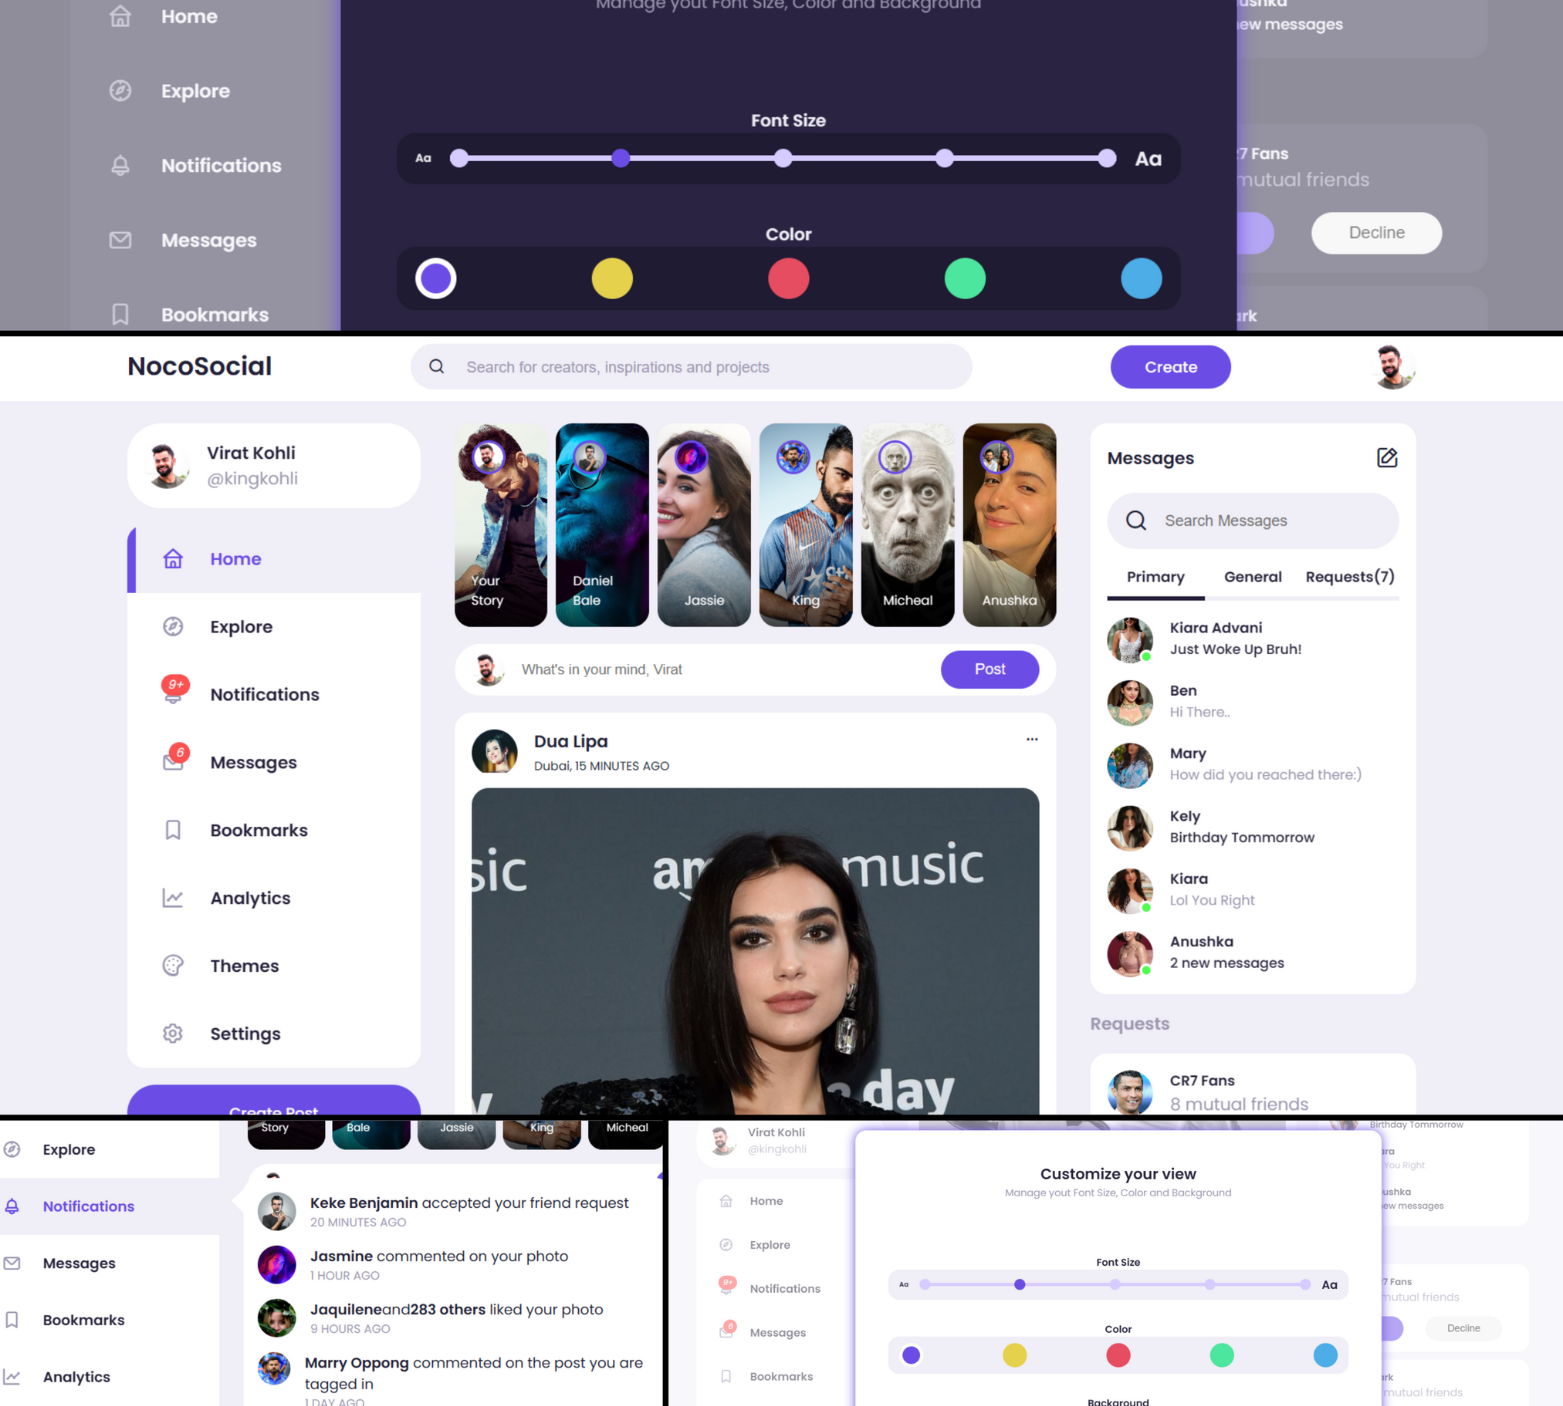 Home
Explore
Notifications
Messages
Bookmarks
Manage yout Font Size, Color and Background
Font Size
Aa
Aa
Color
ushka
ew messages
7 Fans
mutual friends
Decline
ark
NocoSocial
Search for creators, inspirations and projects
Create
Virat Kohli
@kingkohli
Home
Explore
9+
Notifications
6
Messages
Bookmarks
Analytics
Themes
Settings
Create Post
Your
Story
Daniel
Bale
Jassie
King
Micheal
Anushka
What's in your mind, Virat
Post
Dua Lipa
Dubai, 15 MINUTES AGO
...
sic
am
music
y
a day
Messages
Search Messages
Primary
General
Requests(7)
Kiara Advani
Just Woke Up Bruh!
Ben
Hi There..
Mary
How did you reached there:)
Kely
Birthday Tommorrow
Kiara
Lol You Right
Anushka
2 new messages
Requests
CR7 Fans
8 mutual friends
Explore
Notifications
Messages
Bookmarks
Analytics
Story
Bale
Jassie
King
Micheal
Keke Benjamin accepted your friend request
20 MINUTES AGO
Jasmine commented on your photo
1 HOUR AGO
Jaquileneand283 others liked your photo
9 HOURS AGO
Marry Oppong commented on the post you are
tagged in
1 DAY AGO
Virat Kohli
@kingkohli
Home
Explore
9+
Notifications
6
Messages
Bookmarks
Customize your view
Manage yout Font Size, Color and Background
Font Size
Aa
Aa
Color
Background
Birthday Tommorrow
ara
You Right
ushka
ew messages
7 Fans
mutual friends
Decline
ark
mutual friends